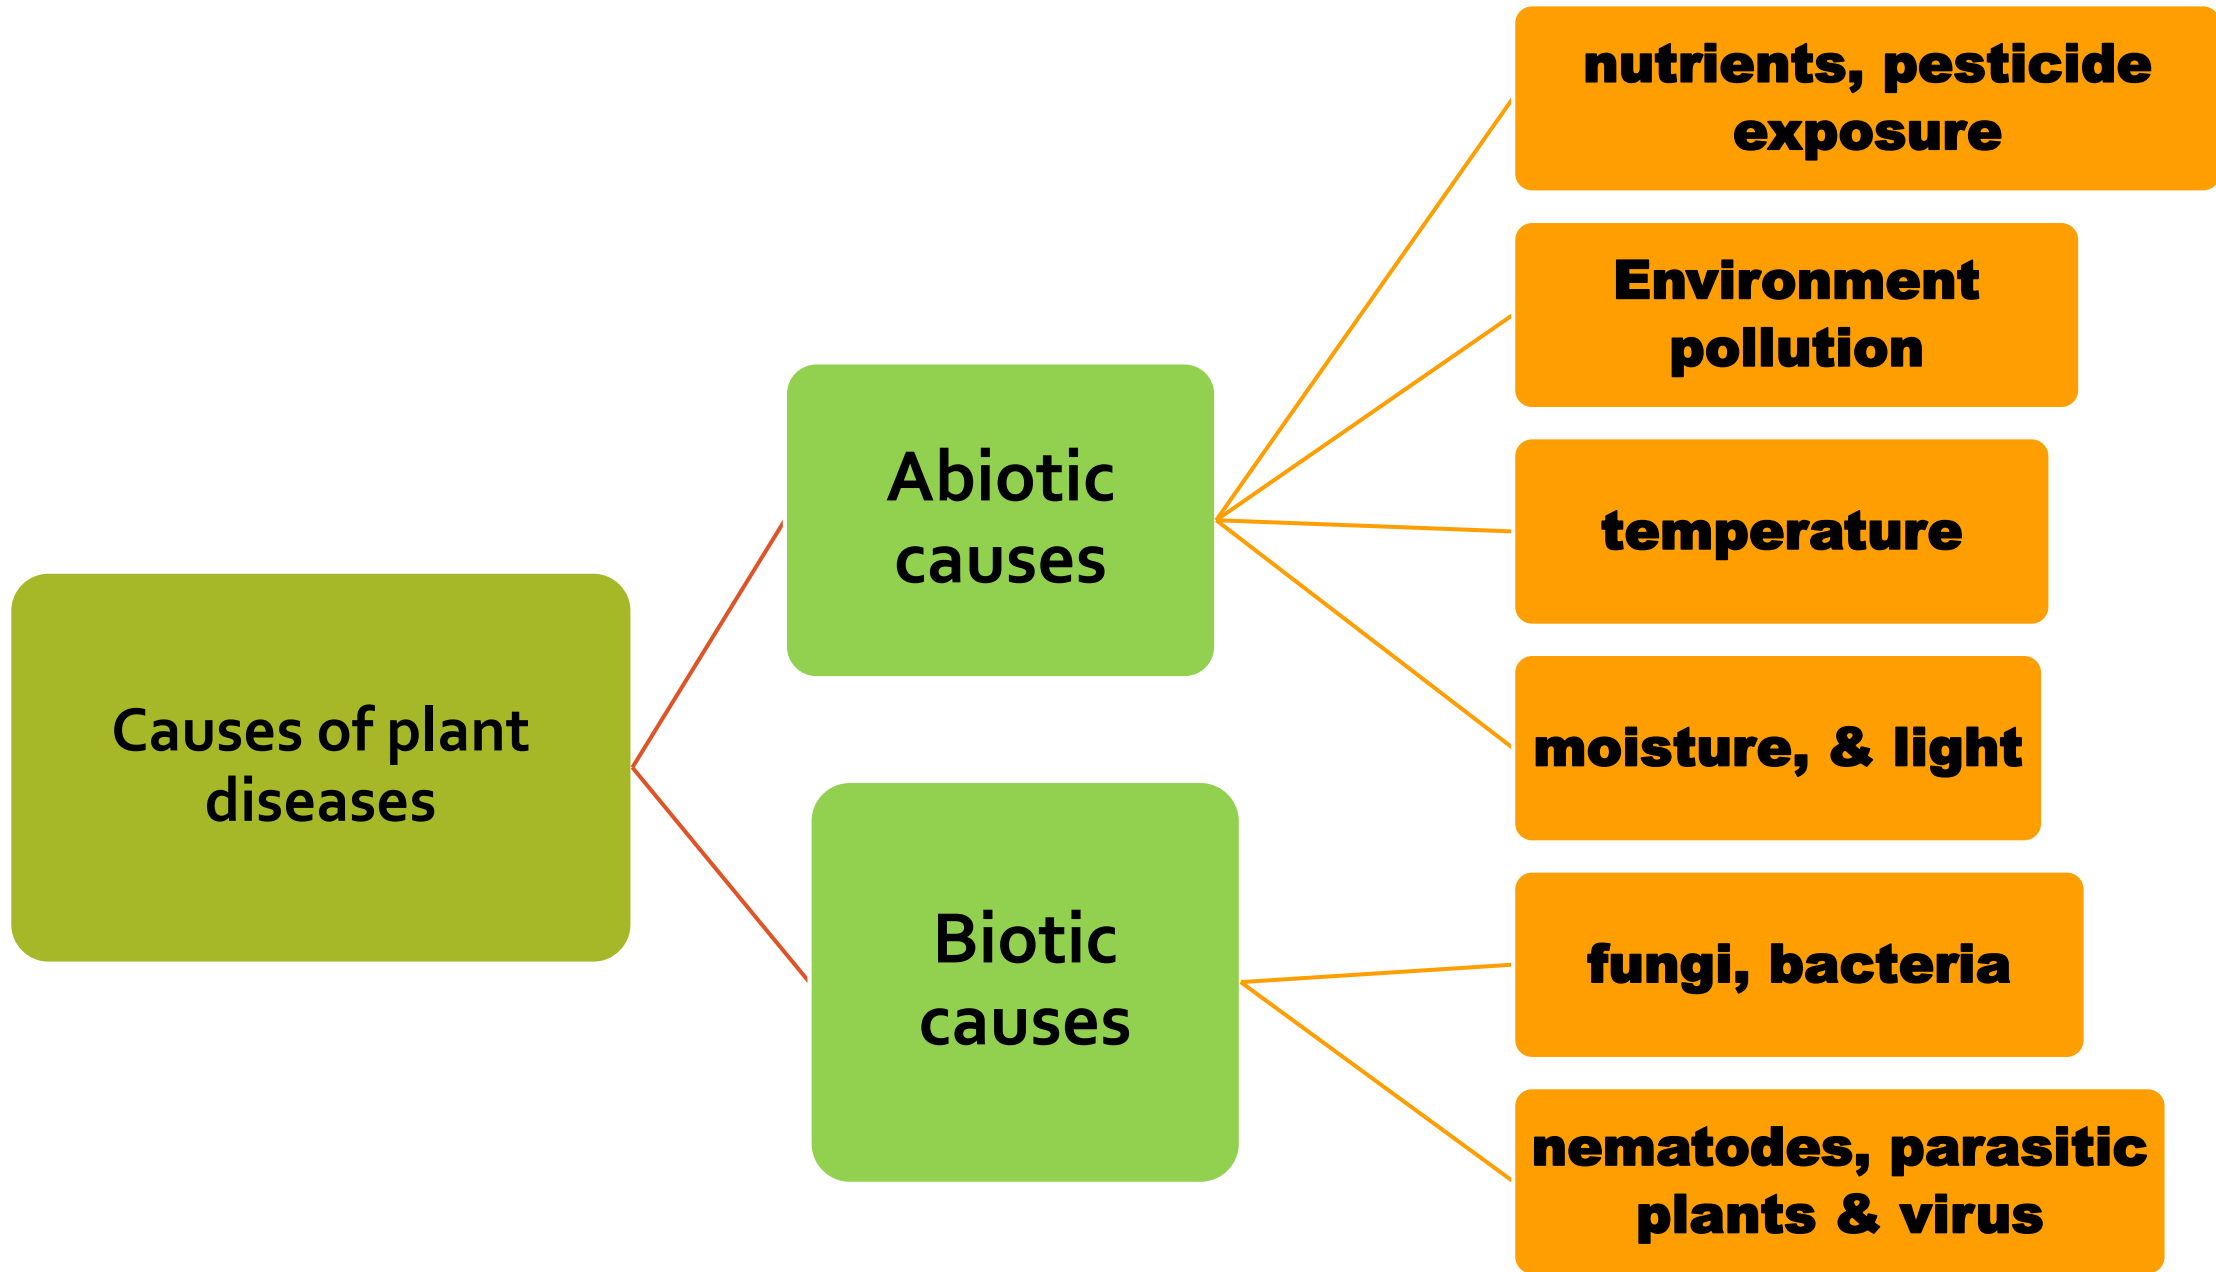 Causes of plant
diseases
Abiotic
causes
Biotic
causes
nutrients, pesticide
exposure
Environment
pollution
temperature
moisture, & light
fungi, bacteria
nematodes, parasitic
plants & virus